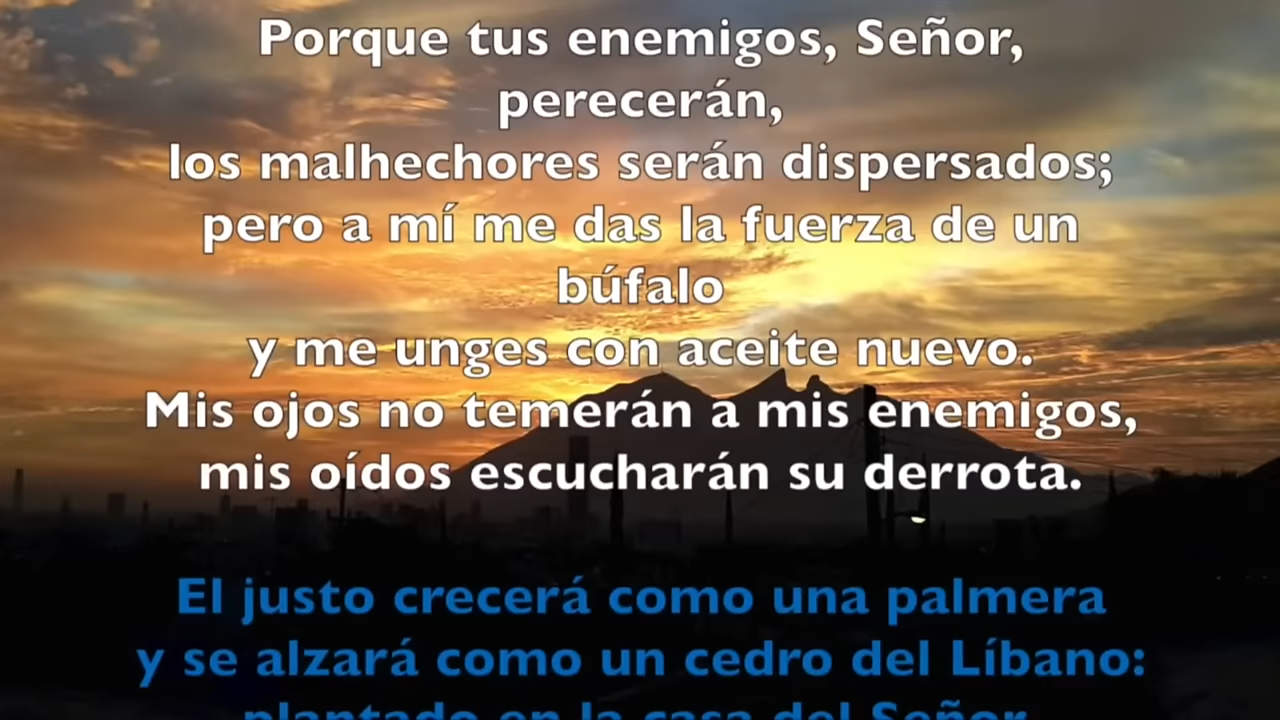 Porque tus enemigos, Señor,
perecerán,
los malhechores serán dispersados;
pero a mí me das la fuerza de un
búfalo
y me unges con aceite nuevo.
Mis ojos no temerán a mis enemigos,
mis oídos escucharán su derrota.
El justo crecerá como una palmera
y se alzará como un cedro del Líbano:
plantado en la casa del Señor